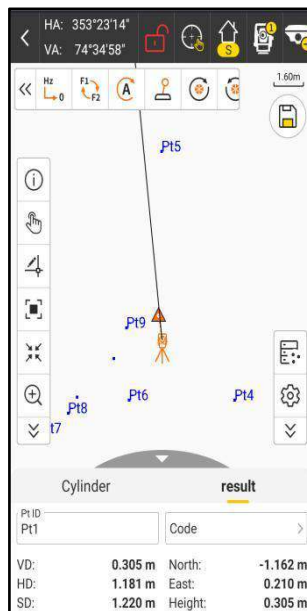 HA: 353°23'14"
VA: 74°34'58"
S
1
Hz
0
F1
F2
A
1.60m
Pt5
Pt9
Pt6
Pt4
Pt8
t7
Cylinder result
Pt ID
Pt1
Code
VD: 0.305 m North: -1.162 m
HD: 1.181 m East: 0.210 m
SD: 1.220 m Height: 0.305 m